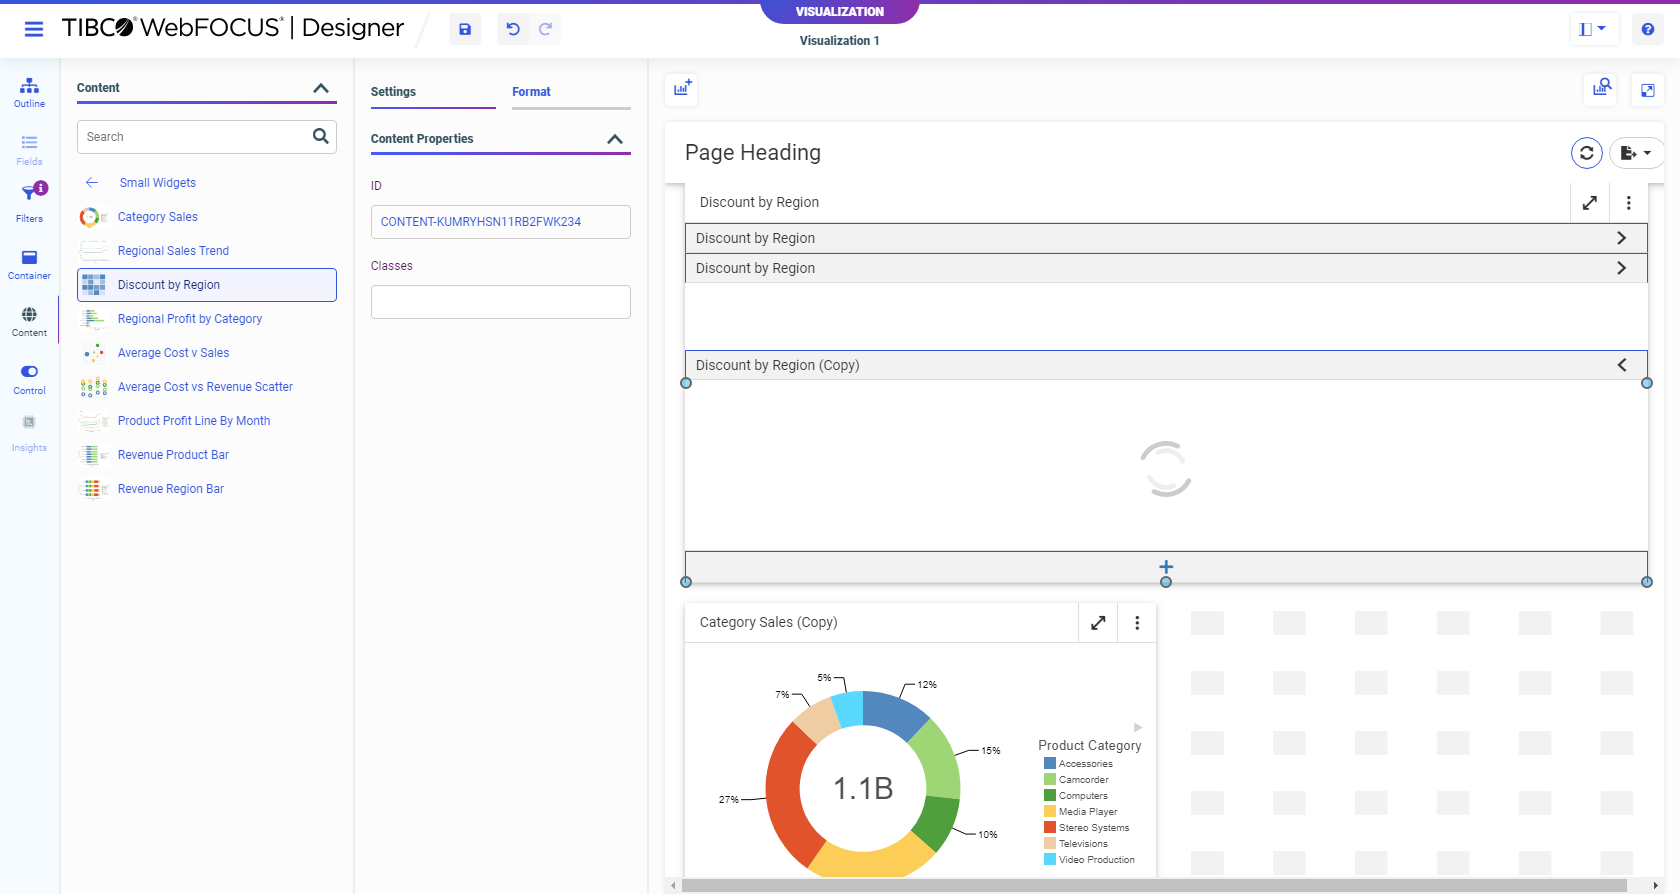 VISUALIZATION
TIBCO® WebFOCUS® | Designer
Visualization 1
Outline
Fields
Filters
Container
Content
Control
Insights
Content
Search
Small Widgets
Category Sales
Regional Sales Trend
Discount by Region
Regional Profit by Category
Average Cost v Sales
Average Cost vs Revenue Scatter
Product Profit Line By Month
Revenue Product Bar
Revenue Region Bar
Settings
Format
Content Properties
ID
CONTENT-KUMRYHSN11RB2FWK234
Classes
Page Heading
Discount by Region
Discount by Region
Discount by Region
Discount by Region (Copy)
Category Sales (Copy)
5%
12%
7%
15%
27%
10%
1.1B
Product Category
Accessories
Camcorder
Computers
Media Player
Stereo Systems
Televisions
Video Production